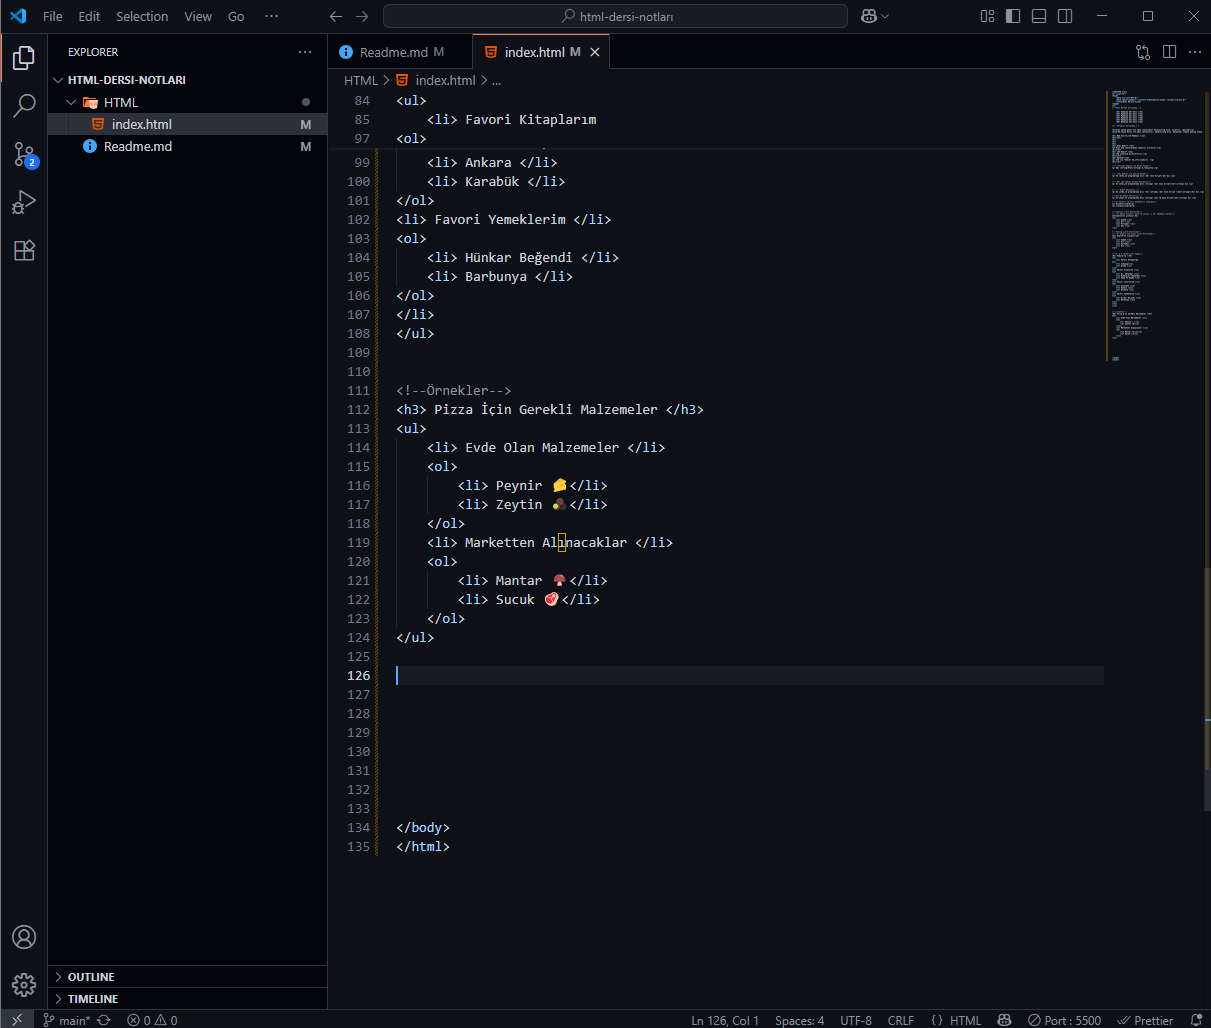 File Edit Selection View Go ··· html-dersi-notları
EXPLORER ···
HTML-DERSI-NOTLARI
HTML
index.html M
Readme.md M
OUTLINE
TIMELINE
Readme.md M index.html M
HTML > index.html > ...
84 <ul>
85 <li> Favori Kitaplarım
97 <ol>
99 <li> Ankara </li>
100 <li> Karabük </li>
101 </ol>
102 <li> Favori Yemeklerim </li>
103 <ol>
104 <li> Hünkar Beğendi </li>
105 <li> Barbunya </li>
106 </ol>
107 </li>
108 </ul>
109
110
111 <!--Örnekler-->
112 <h3> Pizza İçin Gerekli Malzemeler </h3>
113 <ul>
114 <li> Evde Olan Malzemeler </li>
115 <ol>
116 <li> Peynir 🧀</li>
117 <li> Zeytin 🫒</li>
118 </ol>
119 <li> Marketten Alınacaklar </li>
120 <ol>
121 <li> Mantar 🍄</li>
122 <li> Sucuk 🥩</li>
123 </ol>
124 </ul>
125
126
127
128
129
130
131
132
133
134 </body>
135 </html>
2
main* 0 0 Ln 126, Col 1 Spaces: 4 UTF-8 CRLF {} HTML Port : 5500 Prettier